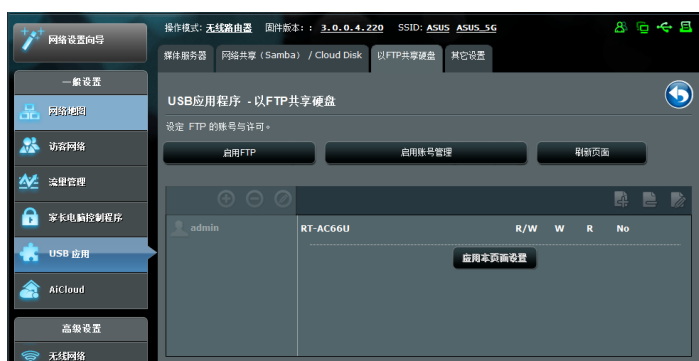 操作模式: 无线路由器 固件版本: : 3.0.0.4.220 SSID: ASUS ASUS_5G
网络设置向导
媒体服务器 网络共享 (Samba) / Cloud Disk 以FTP共享硬盘 其它设置
一般设置
网络地图
访客网络
流量管理
家长电脑控制程序
USB 应用
AiCloud
高级设置
无线网络
USB应用程序 - 以FTP共享硬盘
设定 FTP 的账号与许可。
启用FTP 启用账号管理 刷新页面
admin
RT-AC66U R/W W R No
应用本页面设置